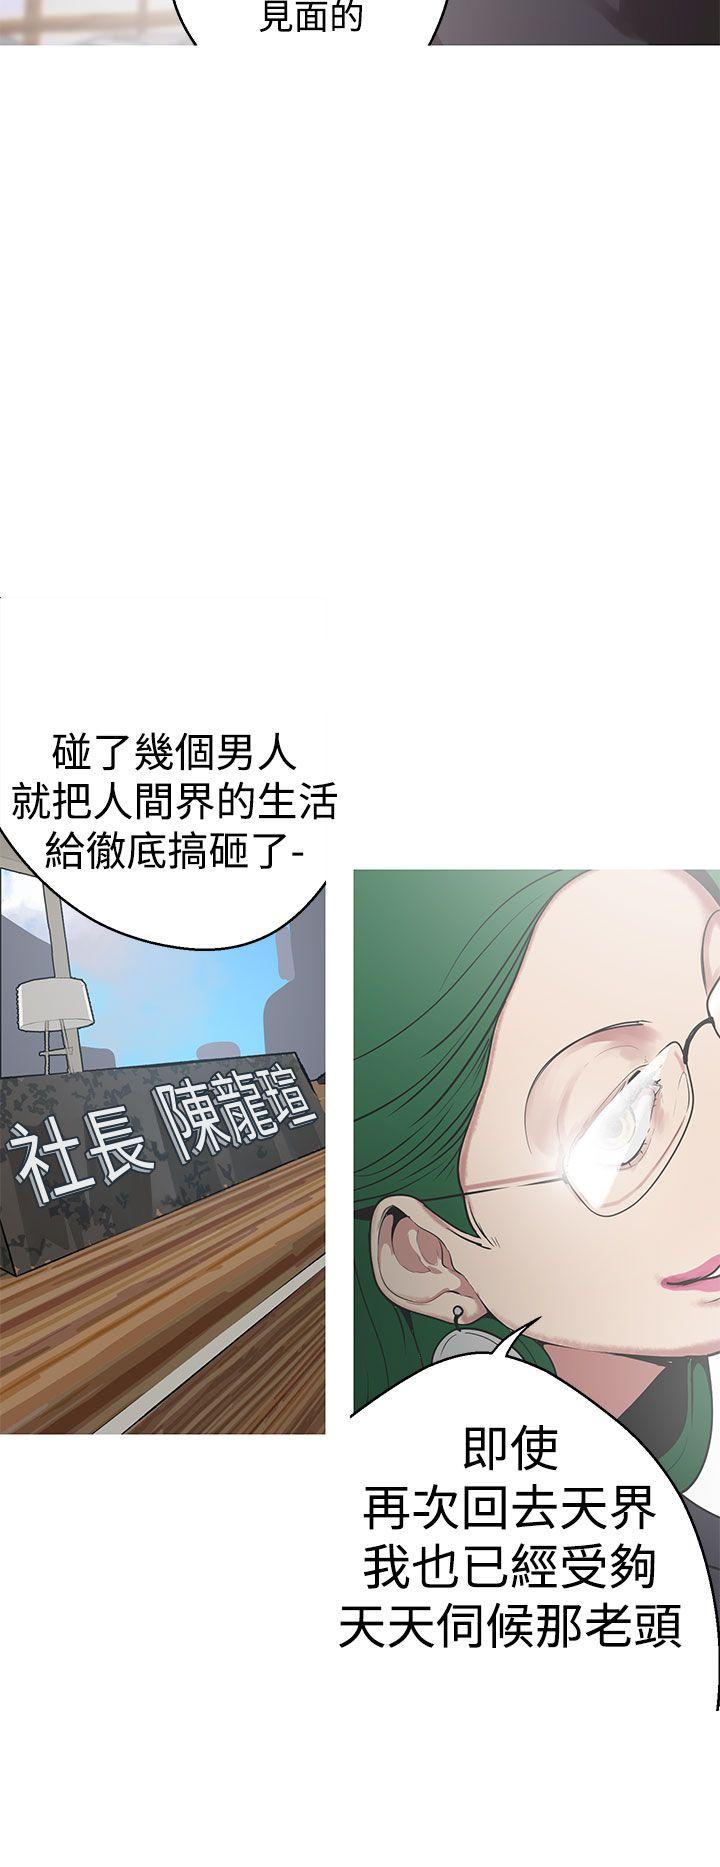 見面的
碰了幾個男人
就把人間界的生活
給徹底搞砸了-
社長 陳龍瑄
即使
再次回去天界
我也已經受夠
天天伺候那老頭